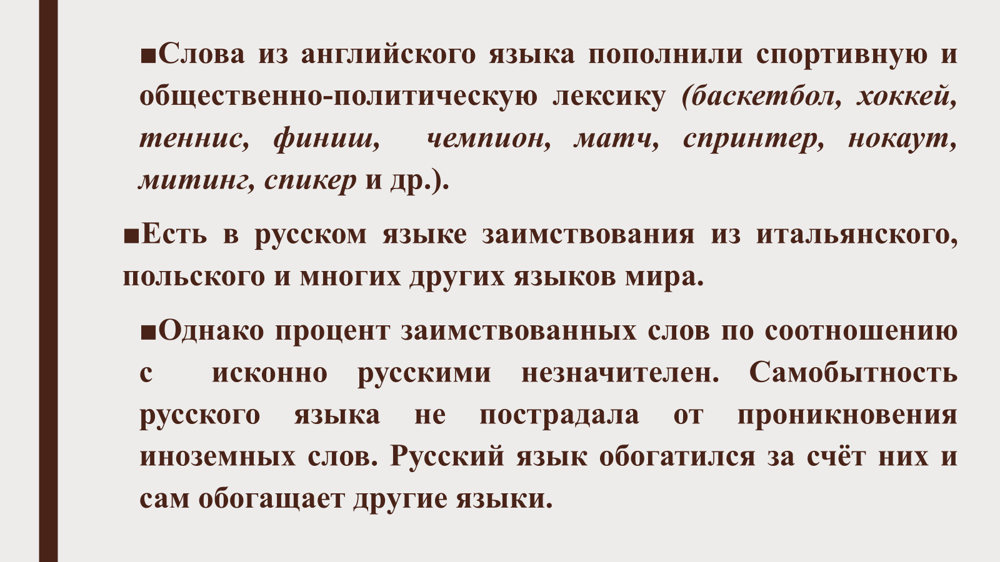 ■Слова из английского языка пополнили спортивную и
общественно-политическую лексику (баскетбол, хоккей,
теннис, финиш, чемпион, матч, спринтер, нокаут,
митинг, спикер и др.).
■Есть в русском языке заимствования из итальянского,
польского и многих других языков мира.
■Однако процент заимствованных слов по соотношению
с исконно русскими незначителен. Самобытность
русского языка не пострадала от проникновения
иноземных слов. Русский язык обогатился за счёт них и
сам обогащает другие языки.